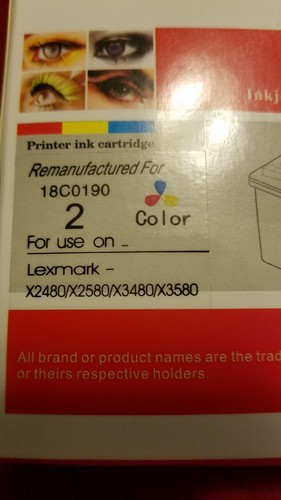 Inkj
Printer ink cartridge
Remanufactured For
18C0190
2
Color
For use on -
Lexmark -
X2480/X2580/X3480/X3580
All brand or product names are the trad
or theirs respective holders.